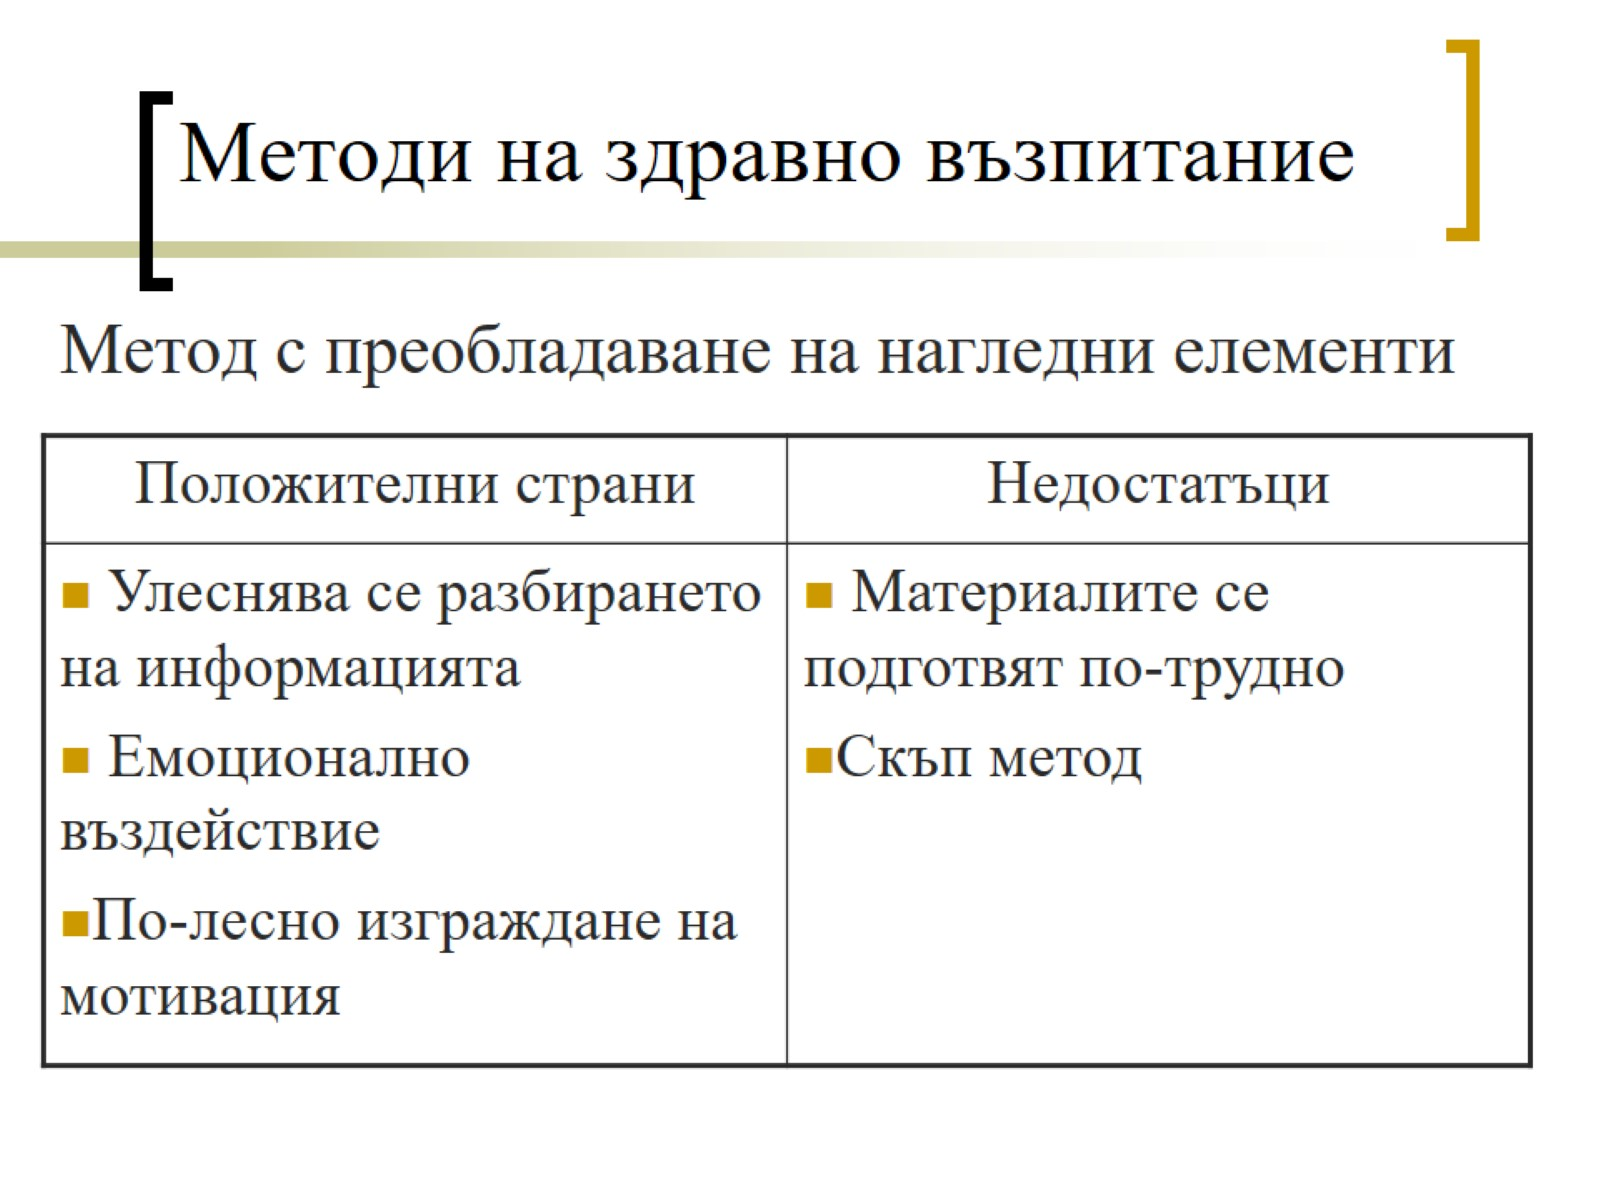 Методи на здравно възпитание
Метод с преобладаване на нагледни елементи
Положителни страни
Недостатъци
■ Улеснява се разбирането
на информацията
■ Емоционално
въздействие
■По-лесно изграждане на
мотивация
■ Материалите се
подготвят по-трудно
■Скъп метод